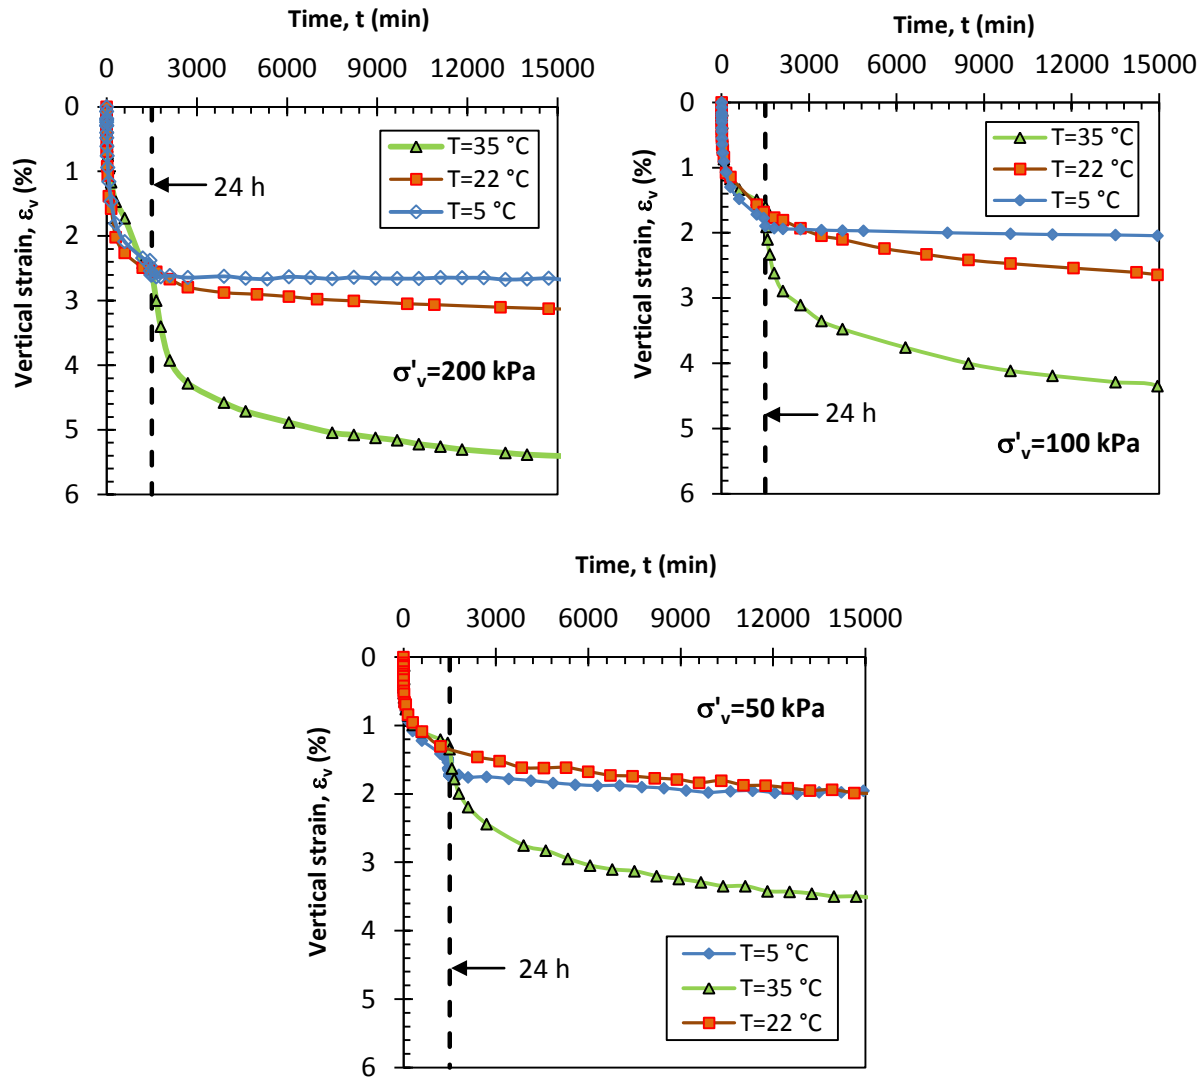 Time, t (min)
0 3000 6000 9000 12000 15000
0
1
2
3
4
5
6
Vertical strain, εv (%)
T=35 °C
T=22 °C
T=5 °C
24 h
σ'v=200 kPa
Time, t (min)
0 3000 6000 9000 12000 15000
0
1
2
3
4
5
6
Vertical strain, εv (%)
T=35 °C
T=22 °C
T=5 °C
24 h
σ'v=100 kPa
Time, t (min)
0 3000 6000 9000 12000 15000
0
1
2
3
4
5
6
Vertical strain, εv (%)
σ'v=50 kPa
24 h
T=5 °C
T=35 °C
T=22 °C